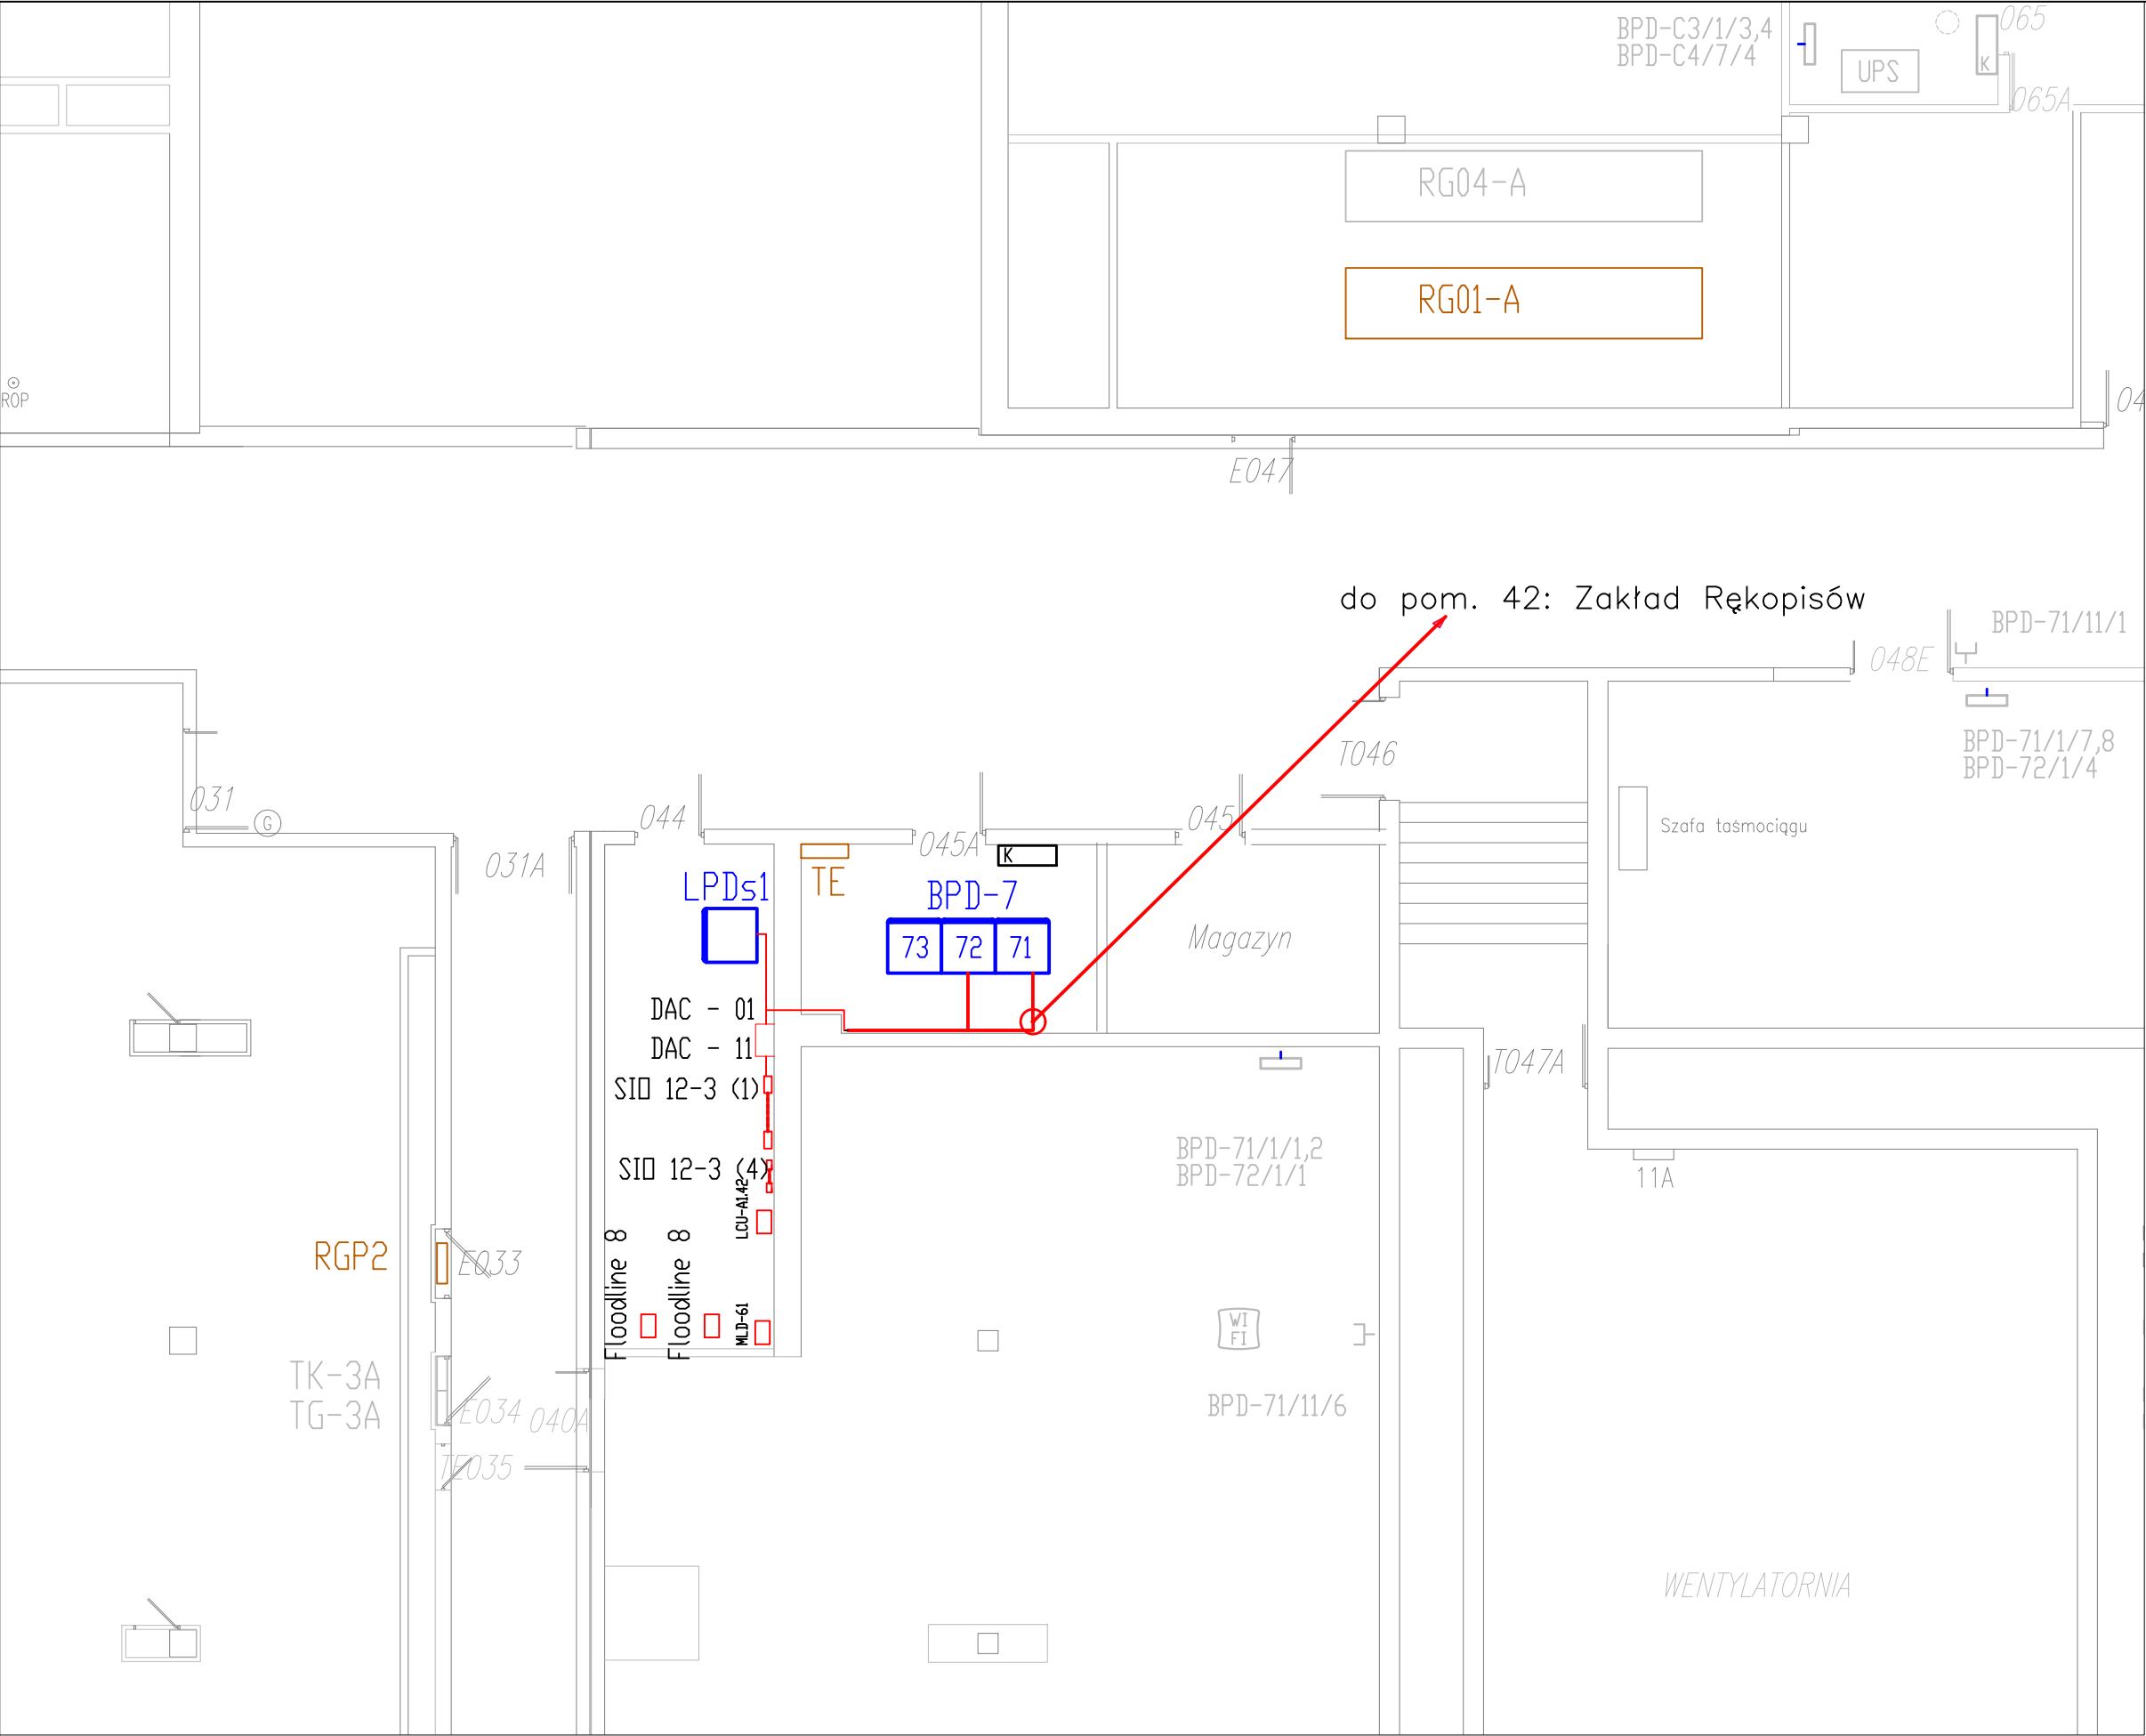 BPD-C3/1/3,4
BPD-C4/7/4
UPS
K
065
065A
RG04-A
RG01-A
ROP
E047
do pom. 42: Zakład Rękopisów
BPD-71/11/1
048E
BPD-71/1/7,8
BPD-72/1/4
T046
031
G
031A
044
045A
045
K
Szafa taśmociągu
TE
LPDs1
BPD-7
73
72
71
Magazyn
DAC - 01
DAC - 11
SIO 12-3 (1)
SIO 12-3 (4)
LCU-A1.42
T047A
BPD-71/1/1,2
BPD-72/1/1
11A
RGP2
E033
Floodline 8
Floodline 8
MLD-61
WI
FI
TK-3A
TG-3A
E034
040A
BPD-71/11/6
TE035
WENTYLATORNIA